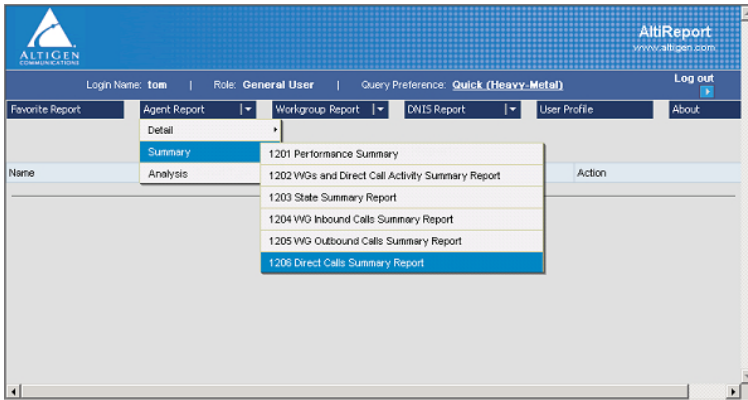 AltiReport
www.altigen.com
ALTIGEN
COMMUNICATIONS
Login Name: tom | Role: General User | Query Preference: Quick (Heavy-Metal) Log out
Favorite Report Agent Report Workgroup Report DNIS Report User Profile About
Detail
Summary
Analysis
1201 Performance Summary
1202 WGs and Direct Call Activity Summary Report
1203 State Summary Report
1204 WG Inbound Calls Summary Report
1205 WG Outbound Calls Summary Report
1206 Direct Calls Summary Report
Name Action